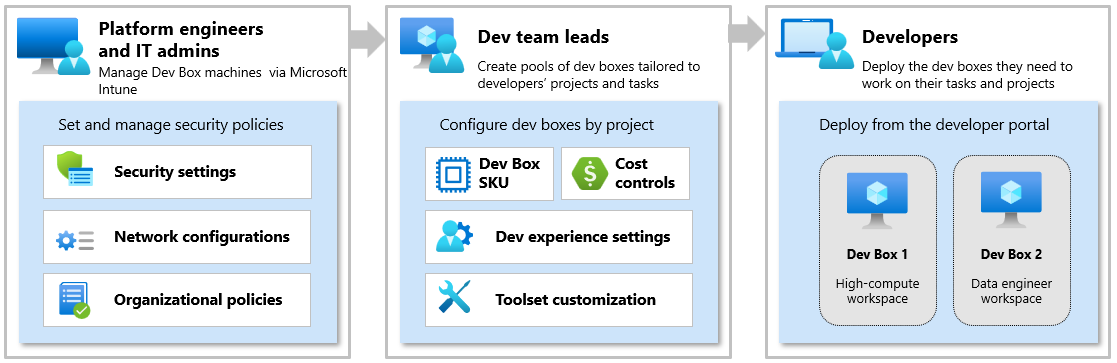 Platform engineers
and IT admins
Manage Dev Box machines via Microsoft
Intune
Set and manage security policies
Security settings
Network configurations
Organizational policies
Dev team leads
Create pools of dev boxes tailored to
developers' projects and tasks
Configure dev boxes by project
Dev Box
SKU
Cost
controls
Dev experience settings
Toolset customization
Developers
Deploy the dev boxes they need to
work on their tasks and projects
Deploy from the developer portal
Dev Box 1
High-compute
workspace
Dev Box 2
Data engineer
workspace